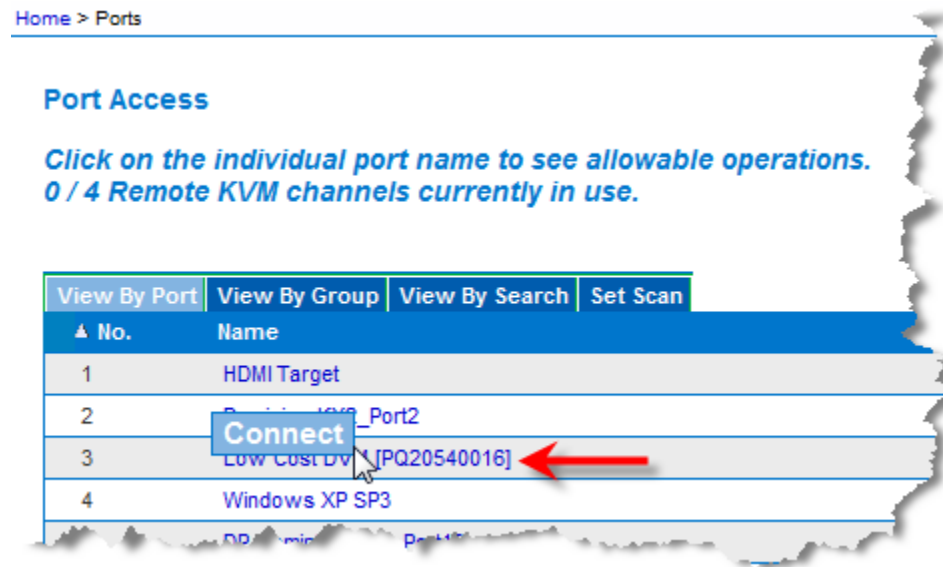 Home > Ports
Port Access
Click on the individual port name to see allowable operations.
0 / 4 Remote KVM channels currently in use.
View By Port View By Group View By Search Set Scan
No. Name
1 HDMI Target
2 Port2
Connect
3 Low Cost [PQ20540016]
4 Windows XP SP3